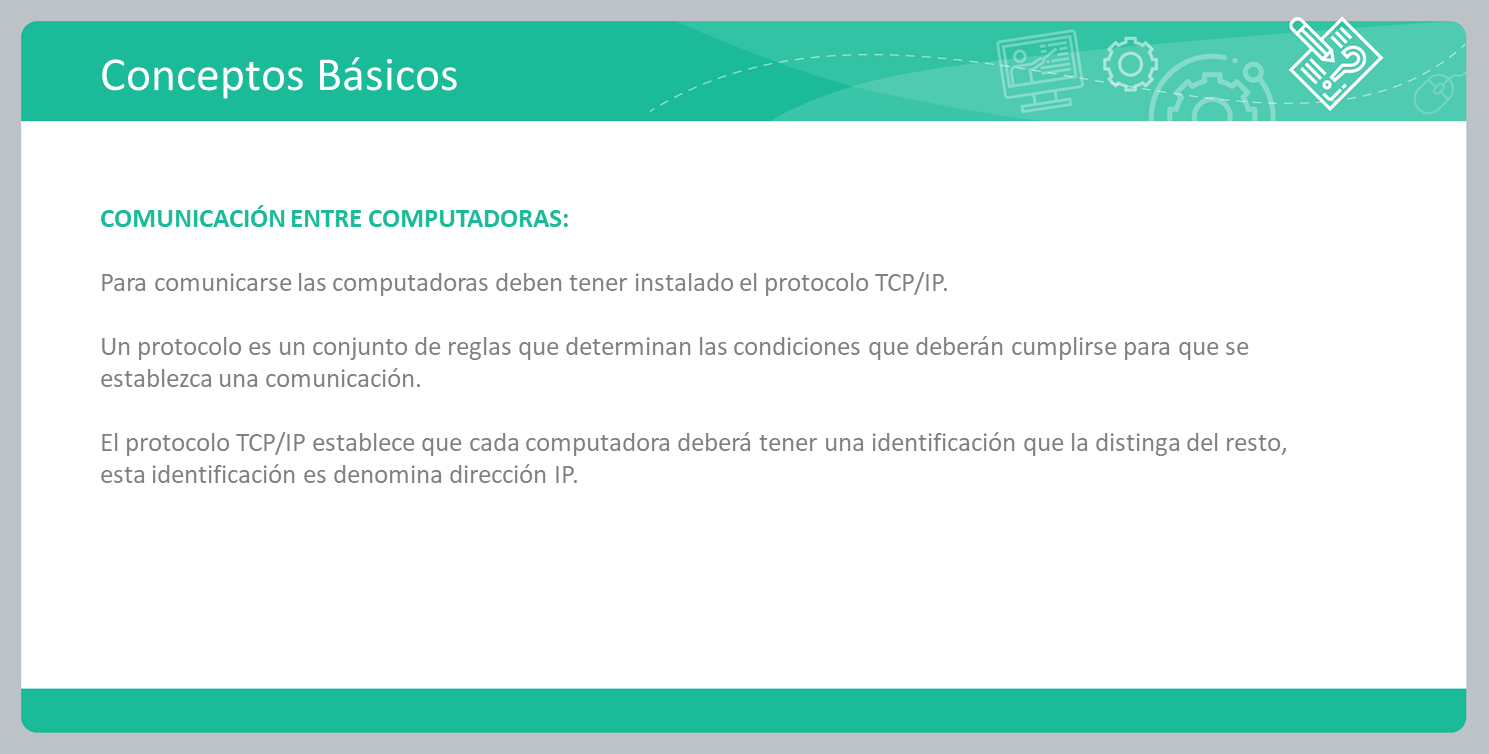 Conceptos Básicos
COMUNICACIÓN ENTRE COMPUTADORAS:
Para comunicarse las computadoras deben tener instalado el protocolo TCP/IP.
Un protocolo es un conjunto de reglas que determinan las condiciones que deberán cumplirse para que se
establezca una comunicación.
El protocolo TCP/IP establece que cada computadora deberá tener una identificación que la distinga del resto,
esta identificación es denomina dirección IP.